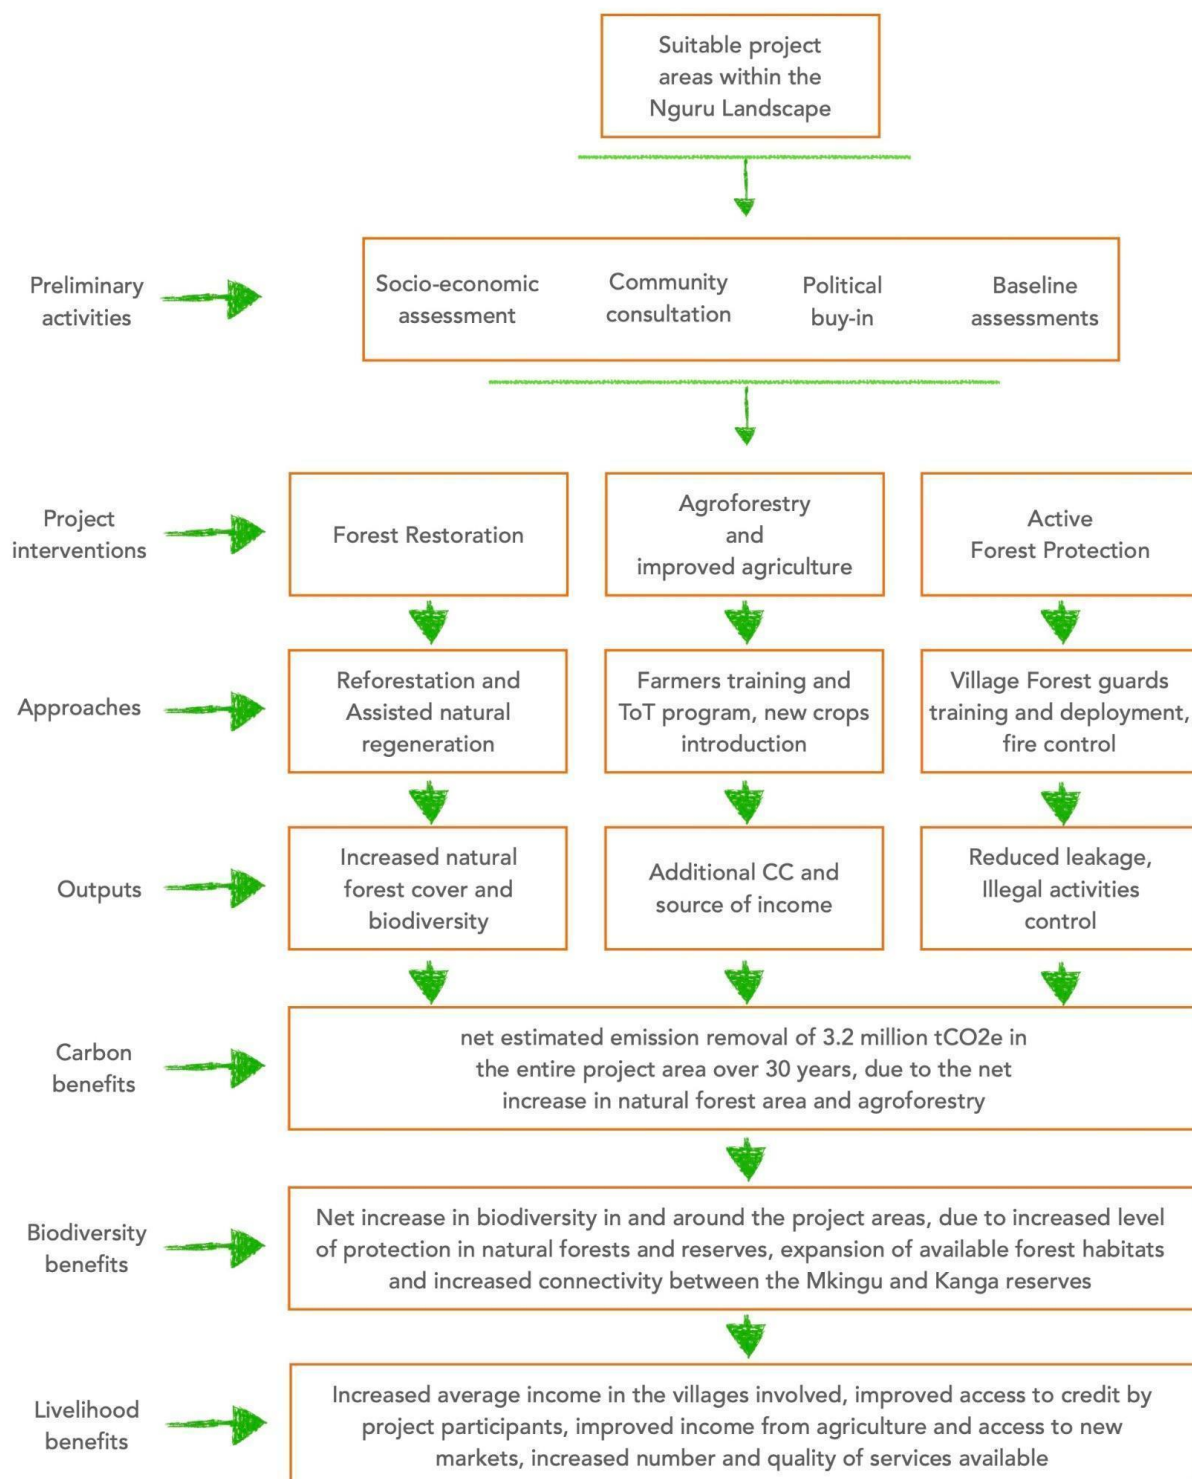 Suitable project
areas within the
Nguru Landscape
Preliminary
activities
Socio-economic
assessment
Community
consultation
Political
buy-in
Baseline
assessments
Project
interventions
Forest Restoration
Agroforestry
and
improved agriculture
Active
Forest Protection
Approaches
Reforestation and
Assisted natural
regeneration
Farmers training and
ToT program, new crops
introduction
Village Forest guards
training and deployment,
fire control
Outputs
Increased natural
forest cover and
biodiversity
Additional CC and
source of income
Reduced leakage,
Illegal activities
control
Carbon
benefits
net estimated emission removal of 3.2 million tCO2e in
the entire project area over 30 years, due to the net
increase in natural forest area and agroforestry
Biodiversity
benefits
Net increase in biodiversity in and around the project areas, due to increased level
of protection in natural forests and reserves, expansion of available forest habitats
and increased connectivity between the Mkingu and Kanga reserves
Livelihood
benefits
Increased average income in the villages involved, improved access to credit by
project participants, improved income from agriculture and access to new
markets, increased number and quality of services available